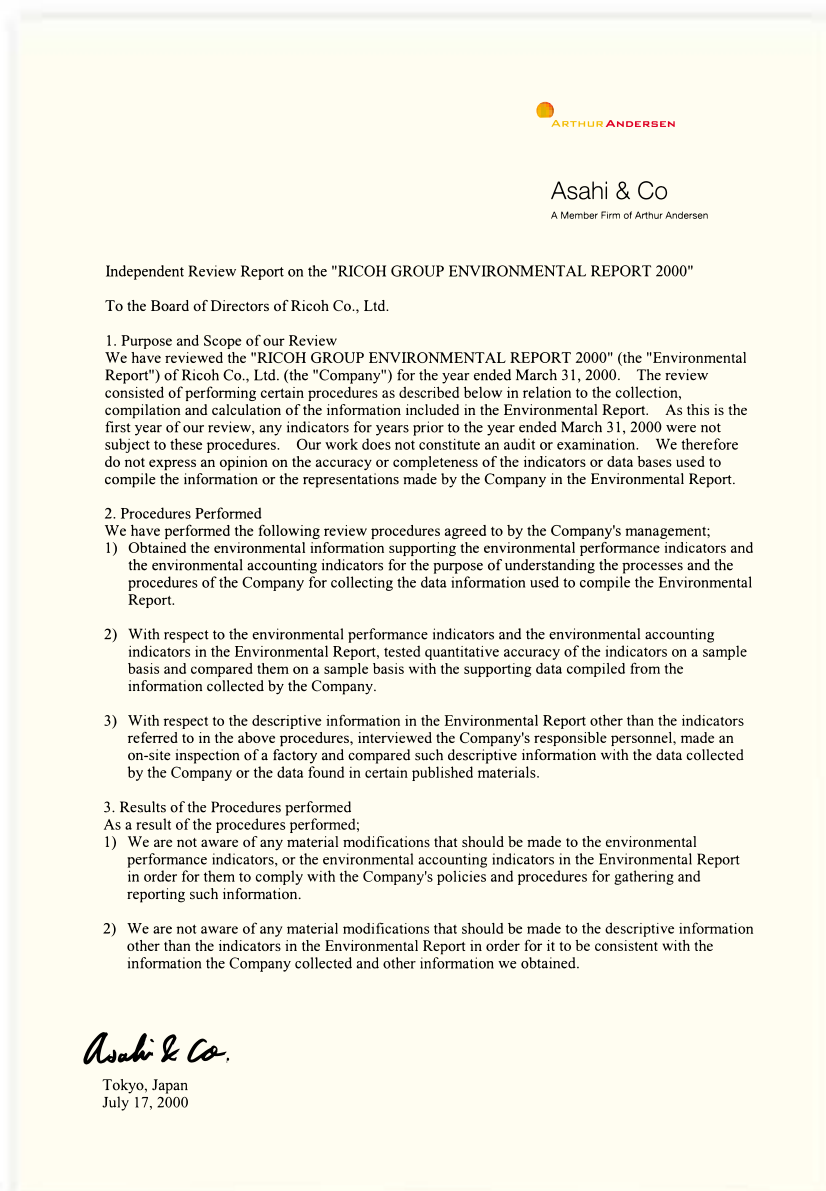 ARTHUR ANDERSEN
Asahi & Co
A Member Firm of Arthur Andersen
Independent Review Report on the "RICOH GROUP ENVIRONMENTAL REPORT 2000"
To the Board of Directors of Ricoh Co., Ltd.
1. Purpose and Scope of our Review
We have reviewed the "RICOH GROUP ENVIRONMENTAL REPORT 2000" (the "Environmental
Report") of Ricoh Co., Ltd. (the "Company") for the year ended March 31, 2000. The review
consisted of performing certain procedures as described below in relation to the collection,
compilation and calculation of the information included in the Environmental Report. As this is the
first year of our review, any indicators for years prior to the year ended March 31, 2000 were not
subject to these procedures. Our work does not constitute an audit or examination. We therefore
do not express an opinion on the accuracy or completeness of the indicators or data bases used to
compile the information or the representations made by the Company in the Environmental Report.
2. Procedures Performed
We have performed the following review procedures agreed to by the Company's management;
1) Obtained the environmental information supporting the environmental performance indicators and
the environmental accounting indicators for the purpose of understanding the processes and the
procedures of the Company for collecting the data information used to compile the Environmental
Report.
2) With respect to the environmental performance indicators and the environmental accounting
indicators in the Environmental Report, tested quantitative accuracy of the indicators on a sample
basis and compared them on a sample basis with the supporting data compiled from the
information collected by the Company.
3) With respect to the descriptive information in the Environmental Report other than the indicators
referred to in the above procedures, interviewed the Company's responsible personnel, made an
on-site inspection of a factory and compared such descriptive information with the data collected
by the Company or the data found in certain published materials.
3. Results of the Procedures performed
As a result of the procedures performed;
1) We are not aware of any material modifications that should be made to the environmental
performance indicators, or the environmental accounting indicators in the Environmental Report
in order for them to comply with the Company's policies and procedures for gathering and
reporting such information.
2) We are not aware of any material modifications that should be made to the descriptive information
other than the indicators in the Environmental Report in order for it to be consistent with the
information the Company collected and other information we obtained.
Asahi & Co.
Tokyo, Japan
July 17, 2000